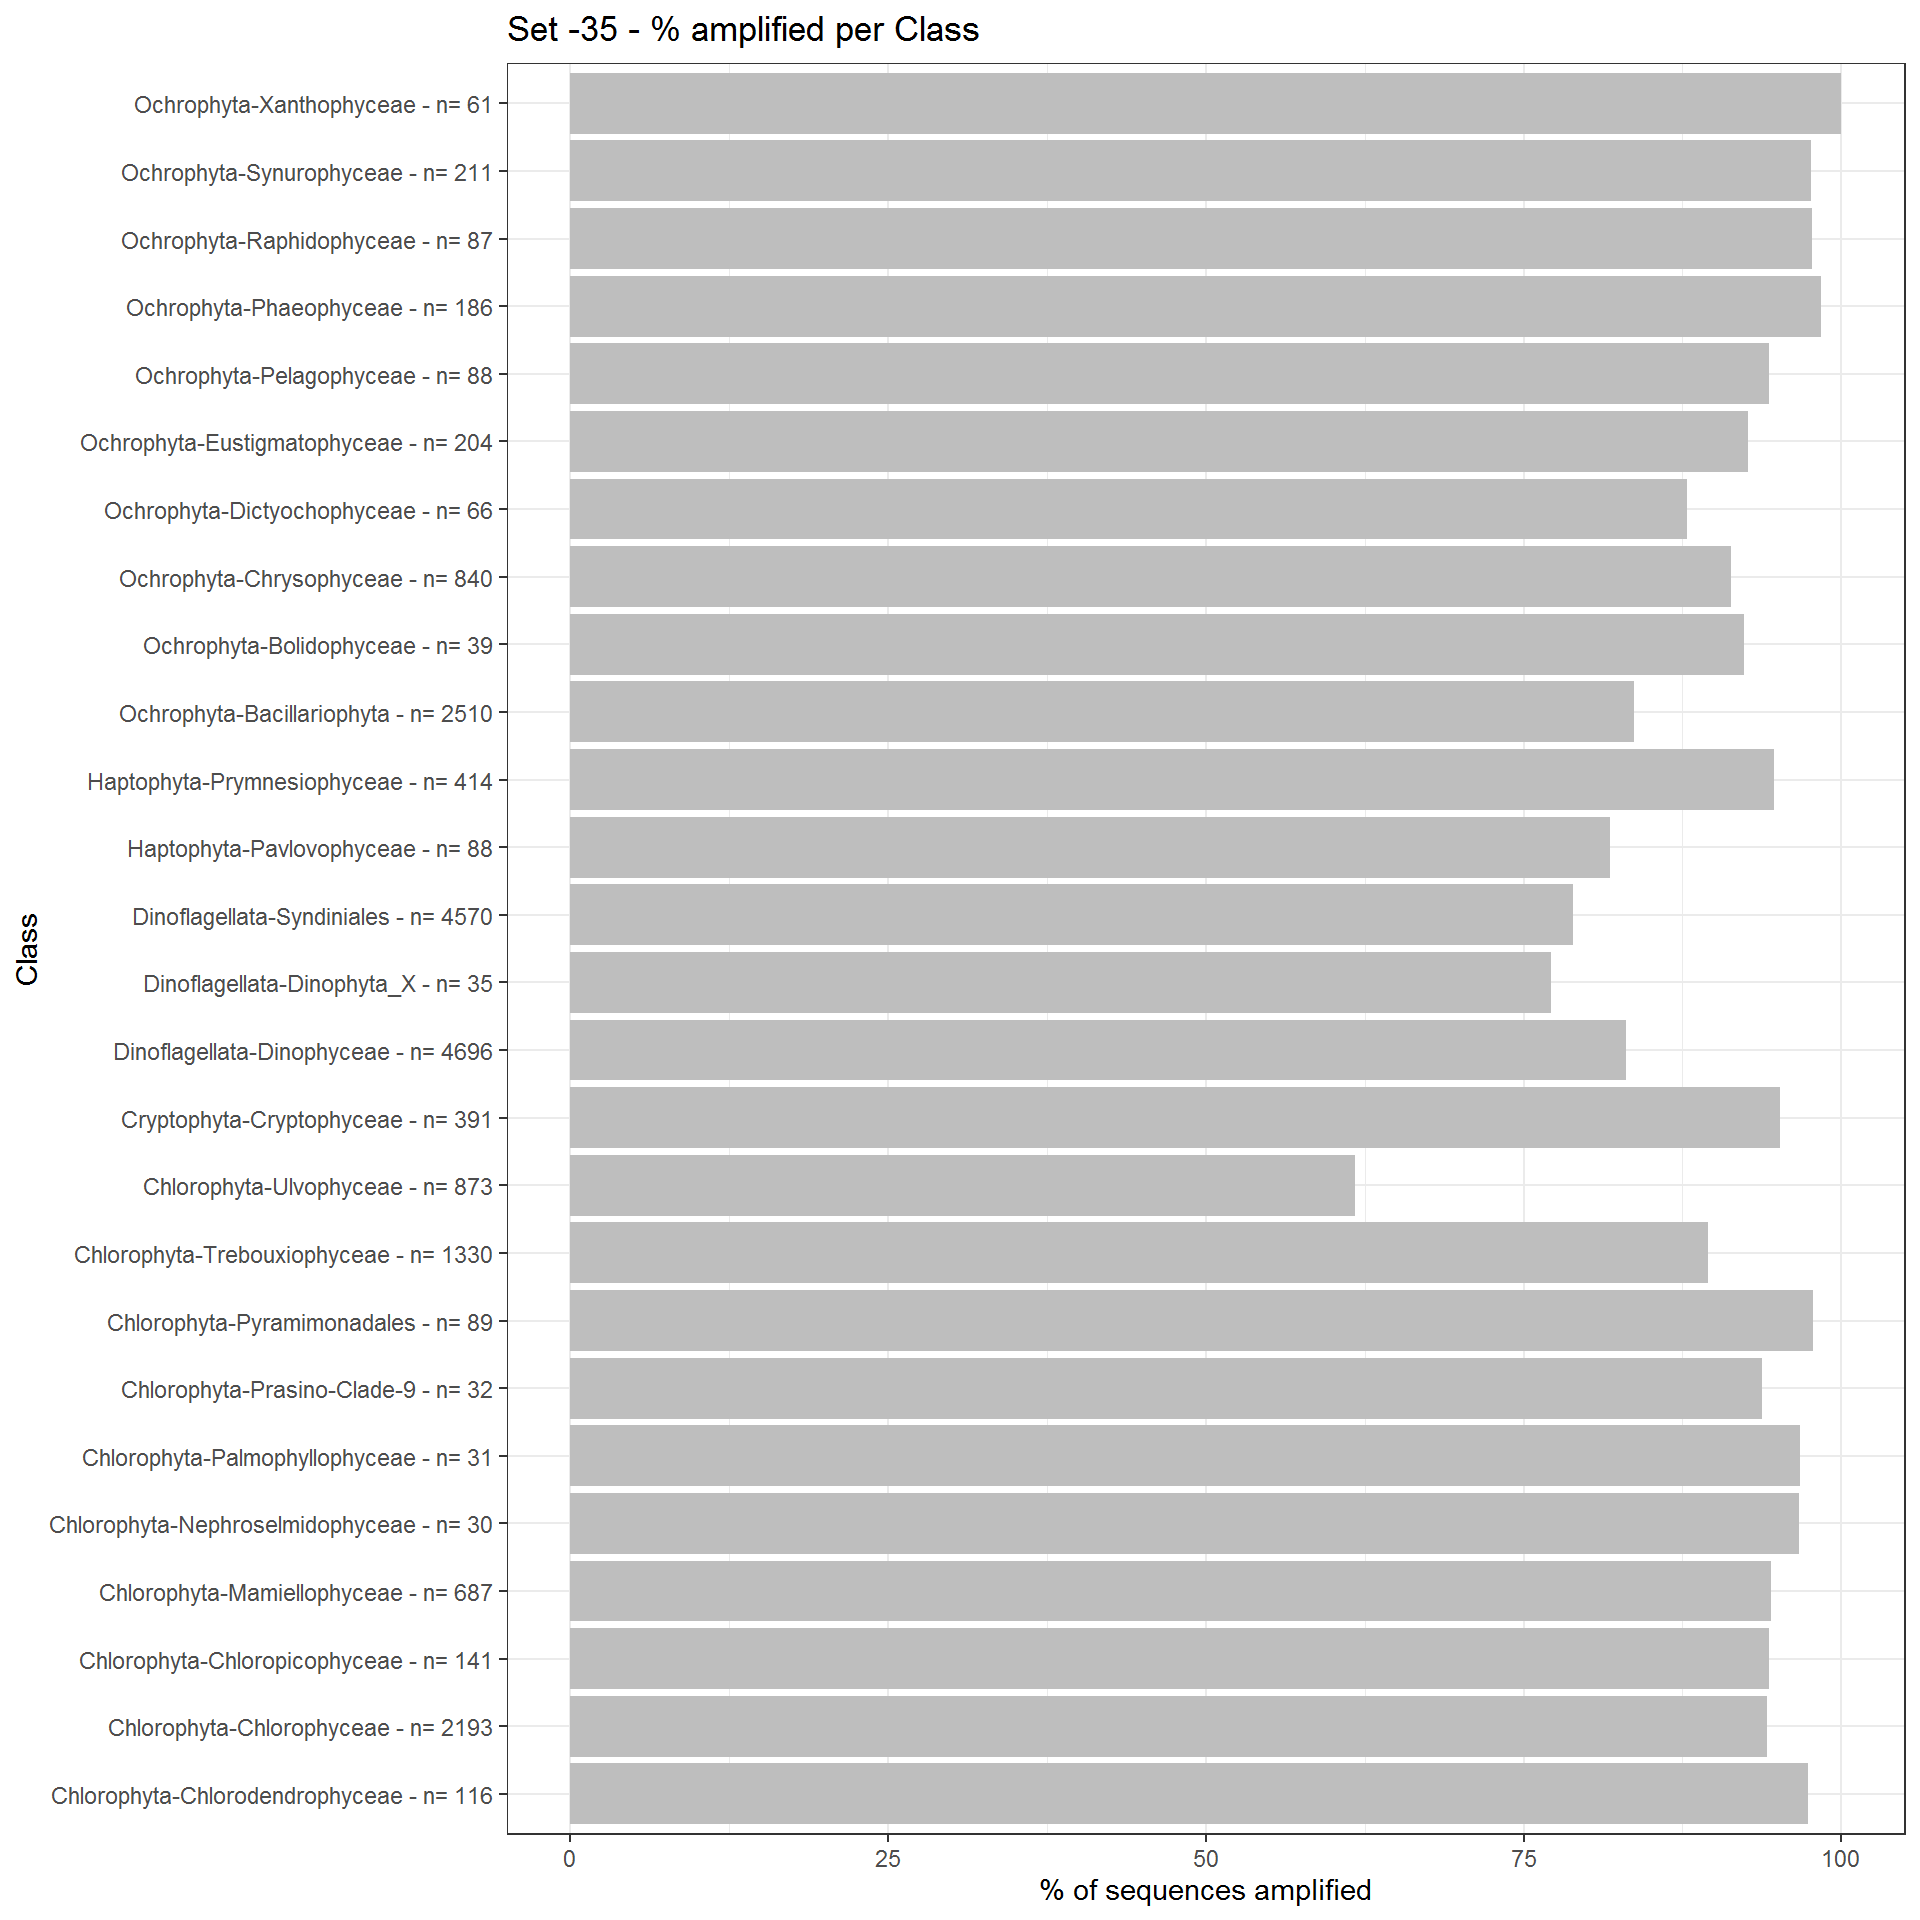 Set -35 - % amplified per Class
Ochrophyta-Xanthophyceae - n= 61
Ochrophyta-Synurophyceae - n= 211
Ochrophyta-Raphidophyceae - n= 87
Ochrophyta-Phaeophyceae - n= 186
Ochrophyta-Pelagophyceae - n= 88
Ochrophyta-Eustigmatophyceae - n= 204
Ochrophyta-Dictyochophyceae - n= 66
Ochrophyta-Chrysophyceae - n= 840
Ochrophyta-Bolidophyceae - n= 39
Ochrophyta-Bacillariophyta - n= 2510
Haptophyta-Prymnesiophyceae - n= 414
Haptophyta-Pavlovophyceae - n= 88
Dinoflagellata-Syndiniales - n= 4570
Dinoflagellata-Dinophyta_X - n= 35
Dinoflagellata-Dinophyceae - n= 4696
Cryptophyta-Cryptophyceae - n= 391
Chlorophyta-Ulvophyceae - n= 873
Chlorophyta-Trebouxiophyceae - n= 1330
Chlorophyta-Pyramimonadales - n= 89
Chlorophyta-Prasino-Clade-9 - n= 32
Chlorophyta-Palmophyllophyceae - n= 31
Chlorophyta-Nephroselmidophyceae - n= 30
Chlorophyta-Mamiellophyceae - n= 687
Chlorophyta-Chloropicophyceae - n= 141
Chlorophyta-Chlorophyceae - n= 2193
Chlorophyta-Chlorodendrophyceae - n= 116
Class
0 25 50 75 100
% of sequences amplified